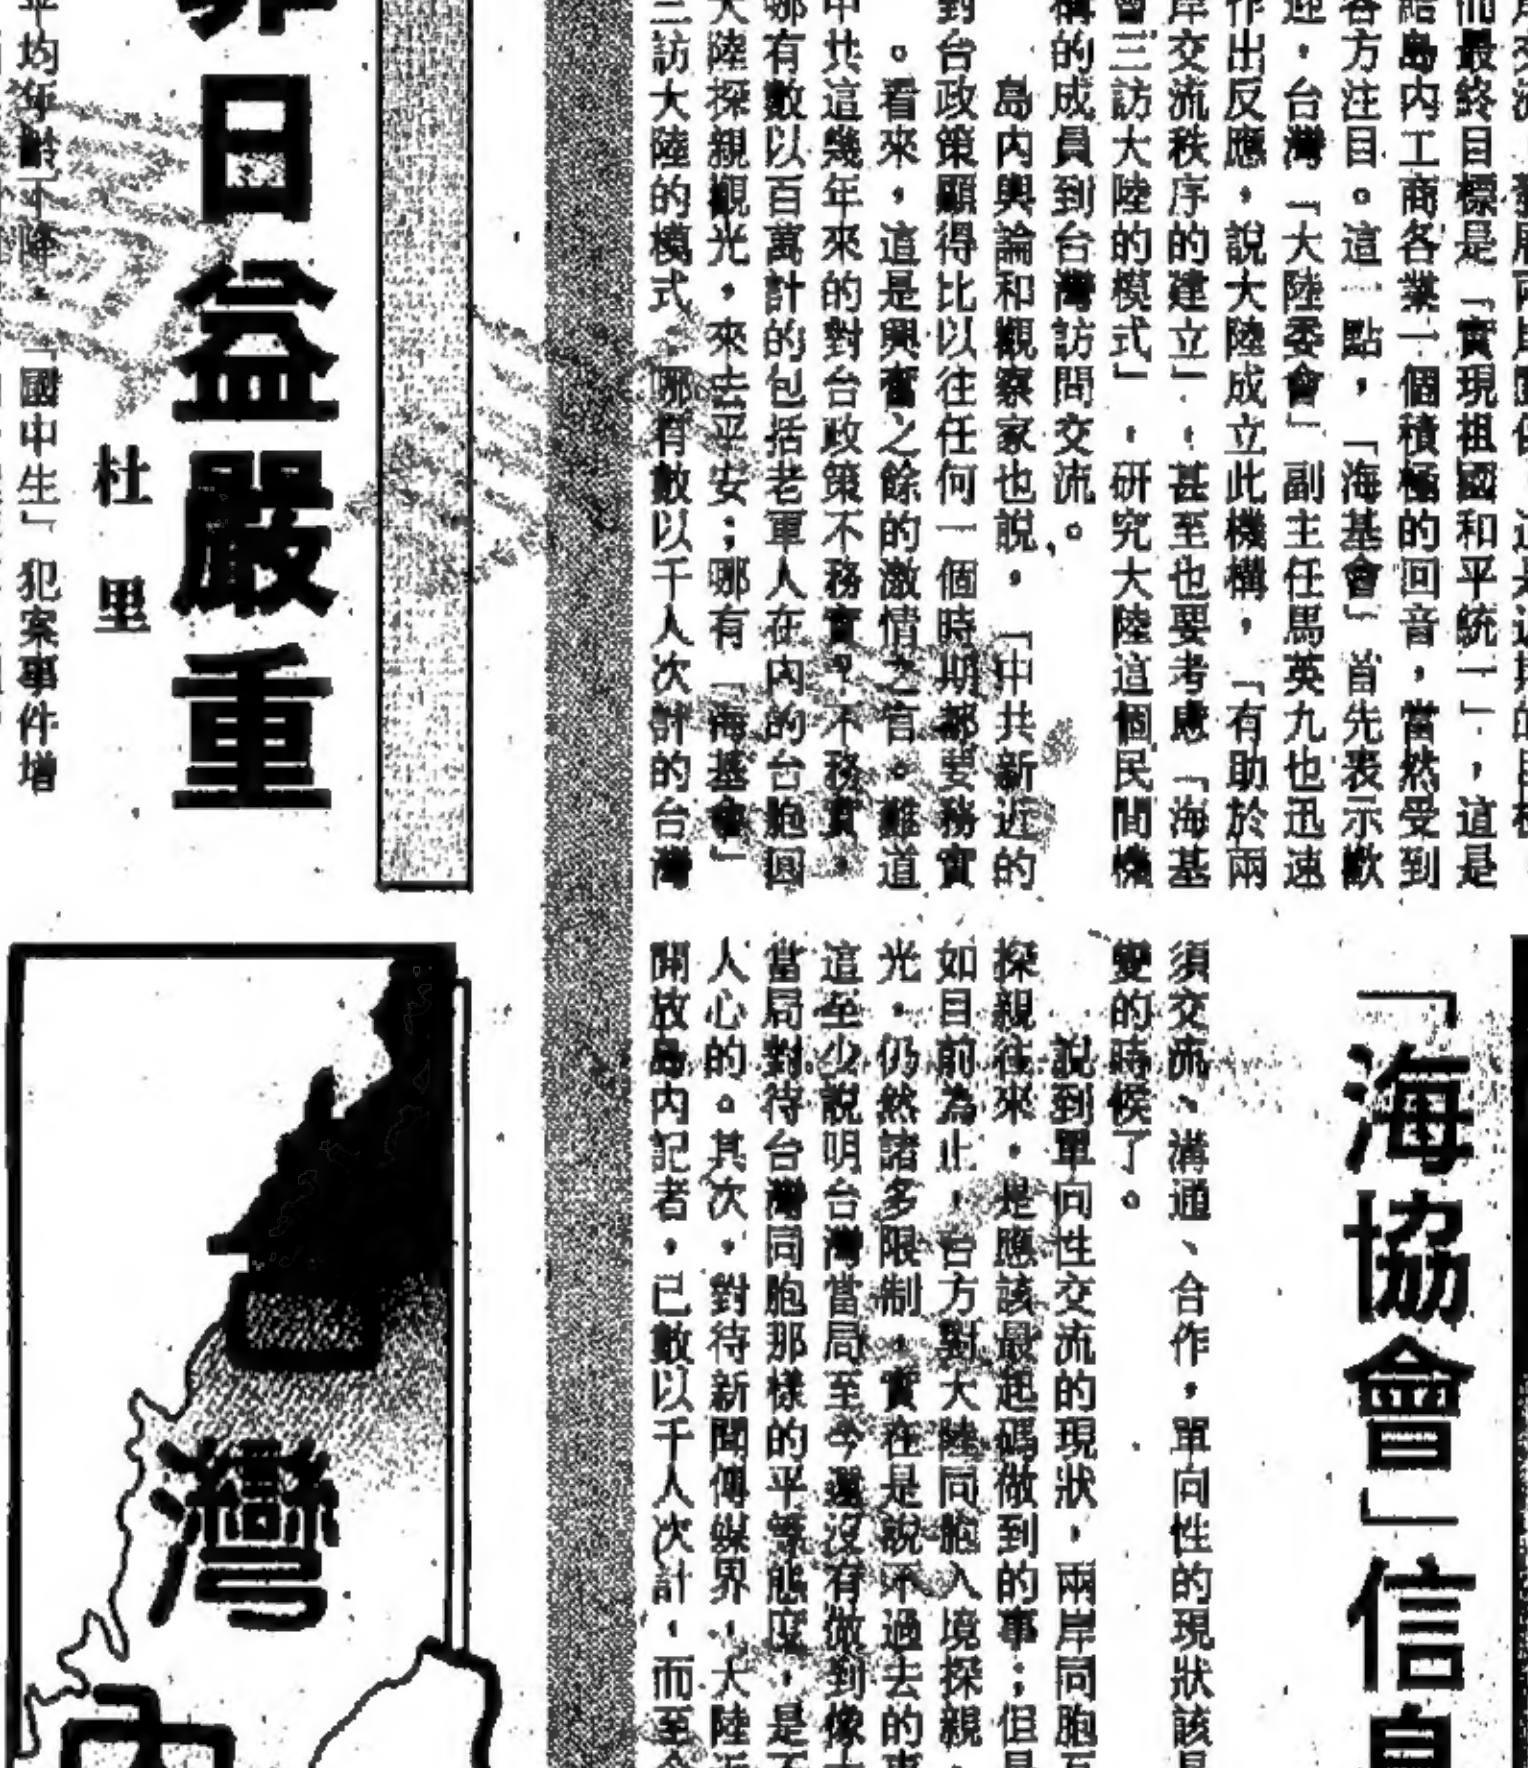 而最終目標是「實現祖國和平統一」，這是
給島內工商各業一個積極的回音，當然受到
各方注目。這一點，「海基會」首先表示歡
迎，台灣「大陸委會」副主任馬英九也迅速
作出反應，說大陸成立此機構，「有助於兩
岸交流秩序的建立」，甚至也要考慮「海基
會三訪大陸的模式」，研究大陸這個民間機
構的成員到台灣訪問交流。
島內輿論和觀察家也說，「中共新近的
對台政策顯得比以往任何一個時期都要務實
。看來，這是興奮之餘的激情之言。難道
中共這幾年來的對台政策不務實？不務實，
哪有數以百萬計的包括老軍人在內的台胞回
大陸探親觀光，來去平安；哪有「海基會」
三訪大陸的模式，哪有數以千人次計的台灣
「海協會」信息
須交流、溝通、合作，單向性的現狀該是
變的時候了。
說到單向性交流的現狀，兩岸同胞互
探親往來，是應該最起碼做到的事；但是
如目前為止，台方對大陸同胞入境探親、
光，仍然諸多限制，實在是說不過去的事
這至少說明台灣當局至今還沒有做到像大
當局對待台灣同胞那樣的平等態度，是不
人心的。其次，對待新聞傳媒界，大陸
開放島內記者，已數以千人次計，而至今
日益嚴重
杜里
平均年齡下降，「國中生」犯案事件增
灣
內